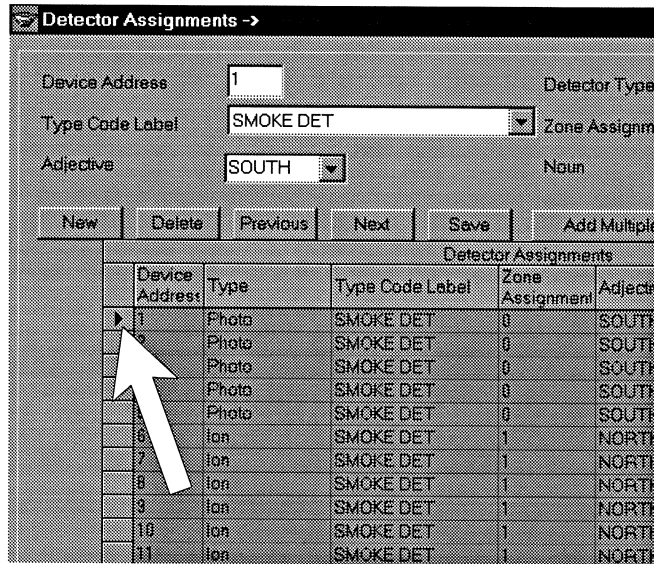 Detector Assignments ->
Device Address 1 Detector Type
Type Code Label SMOKE DET Zone Assignm
Adjective SOUTH Noun
New Delete Previous Next Save Add Multiple
Detector Assignments
Device Address Type Type Code Label Zone Assignment Adjecti
1 Photo SMOKE DET 0 SOUTH
2 Photo SMOKE DET 0 SOUTH
Photo SMOKE DET 0 SOUTH
Photo SMOKE DET 0 SOUTH
Photo SMOKE DET 0 SOUTH
6 Ion SMOKE DET 1 NORTH
7 Ion SMOKE DET 1 NORTH
8 Ion SMOKE DET 1 NORTH
9 Ion SMOKE DET 1 NORTH
10 Ion SMOKE DET 1 NORTH
11 Ion SMOKE DET 1 NORTH